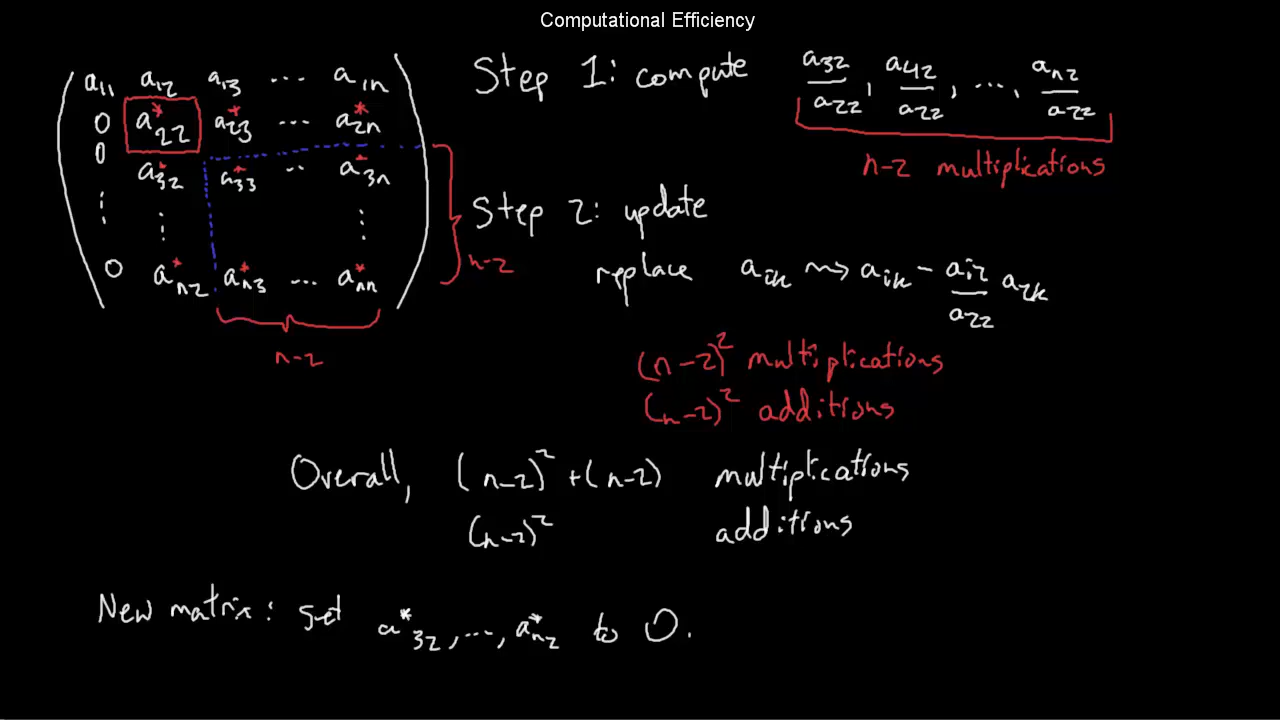 Computational Efficiency
a₁₁ a₁₂ a₁₃ ... a₁ₙ
0 a*₂₂ a*₂₃ ... a*₂ₙ
0 a*₃₂ a*₃₃ .. a*₃ₙ
⋮ ⋮ ⋮
0 a*ₙ₂ a*ₙ₃ ... a*ₙₙ
n-2
n-2
Step 1: compute a₃₂/a₂₂, a₄₂/a₂₂, ..., aₙ₂/a₂₂
n-2 multiplications
Step 2: update
replace aᵢₖ ⇝ aᵢₖ - aᵢ₂/a₂₂ a₂ₖ
(n-2)² multiplications
(n-2)² additions
Overall, (n-2)² + (n-2) multiplications
(n-2)² additions
New matrix: set a*₃₂, ..., a*ₙ₂ to 0.